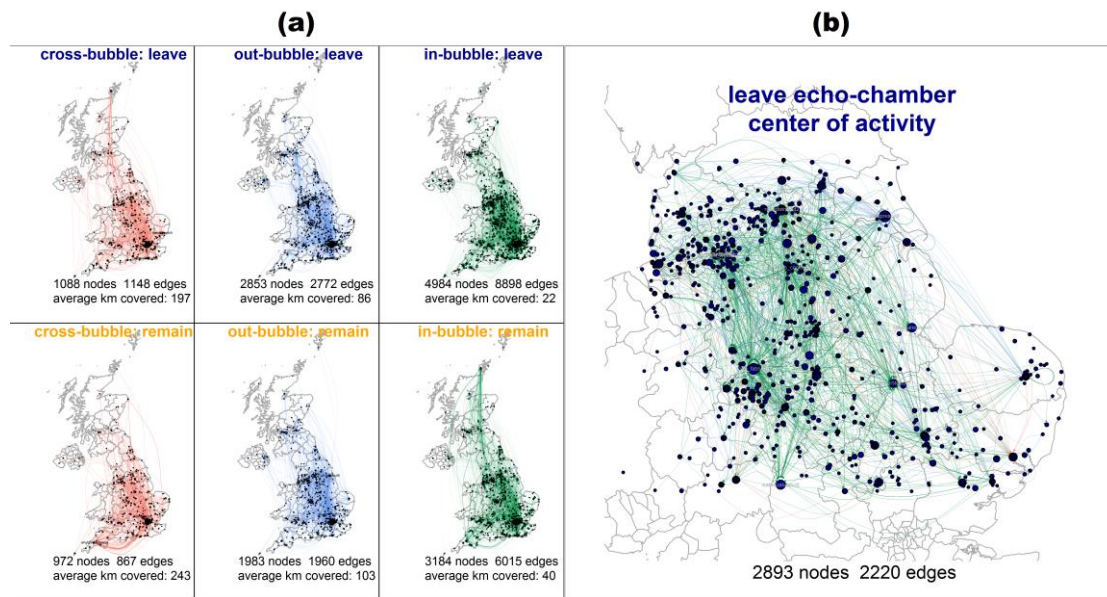 (a)
(b)
cross-bubble: leave
out-bubble: leave
in-bubble: leave
1088 nodes 1148 edges
average km covered: 197
2853 nodes 2772 edges
average km covered: 86
4984 nodes 8898 edges
average km covered: 22
cross-bubble: remain
out-bubble: remain
in-bubble: remain
972 nodes 867 edges
average km covered: 243
1983 nodes 1960 edges
average km covered: 103
3184 nodes 6015 edges
average km covered: 40
leave echo-chamber
center of activity
2893 nodes 2220 edges